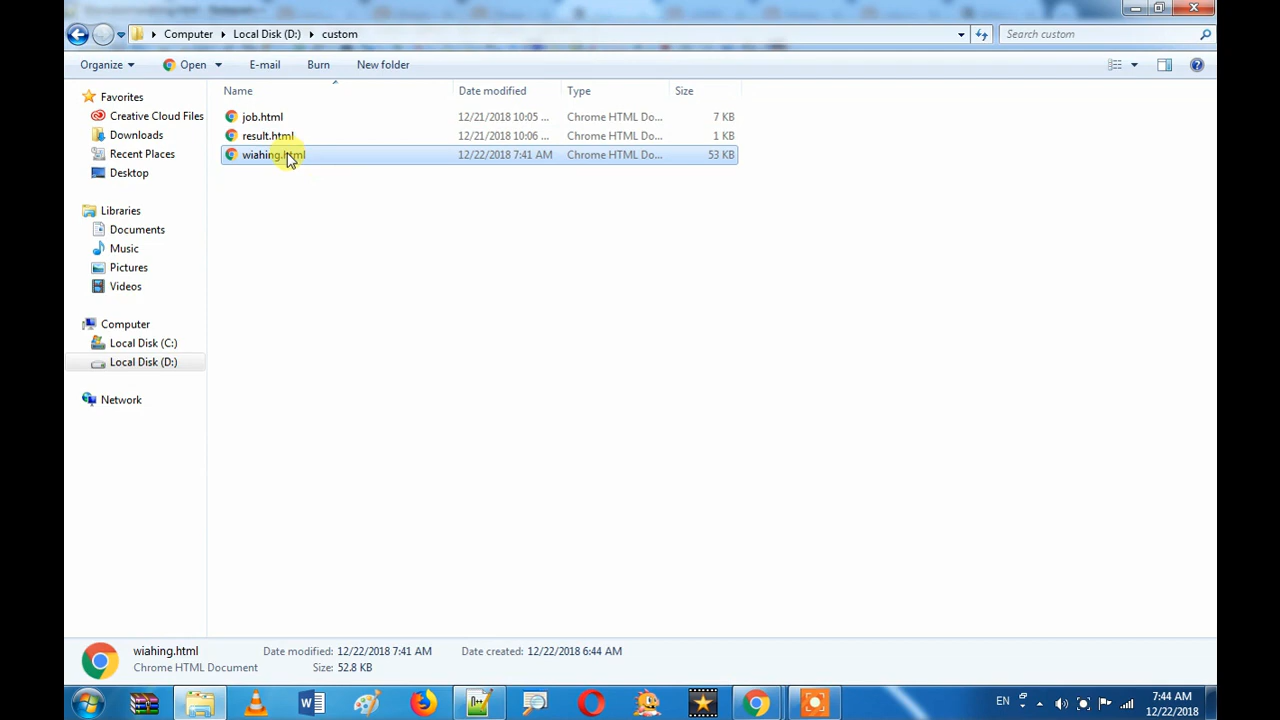 Computer Local Disk (D:) custom
Search custom
Organize Open E-mail Burn New folder
Name Date modified Type Size
Favorites
Creative Cloud Files
Downloads
Recent Places
Desktop
Libraries
Documents
Music
Pictures
Videos
Computer
Local Disk (C:)
Local Disk (D:)
Network
job.html 12/21/2018 10:05 ... Chrome HTML Do... 7 KB
result.html 12/21/2018 10:06 ... Chrome HTML Do... 1 KB
wiahing.html 12/22/2018 7:41 AM Chrome HTML Do... 53 KB
wiahing.html Date modified: 12/22/2018 7:41 AM Date created: 12/22/2018 6:44 AM
Chrome HTML Document Size: 52.8 KB
EN 7:44 AM
12/22/2018